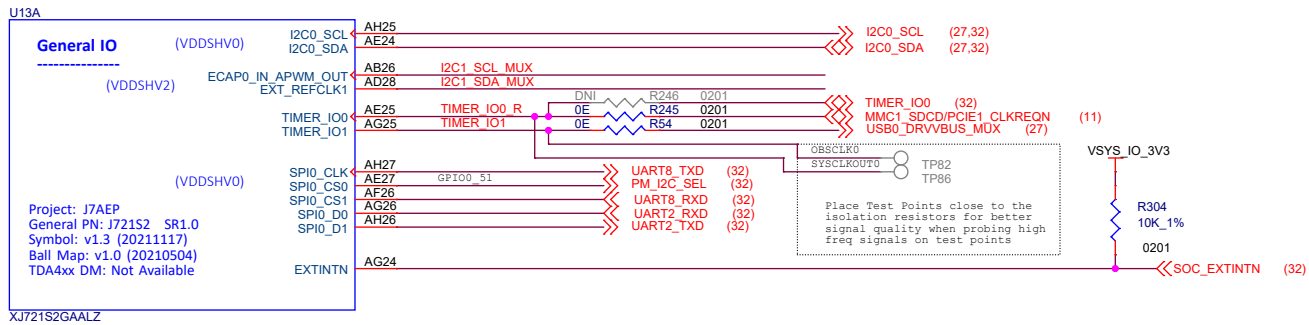 U13A
General IO
---------------
(VDDSHV0)
(VDDSHV2)
(VDDSHV0)
Project: J7AEP
General PN: J721S2 SR1.0
Symbol: v1.3 (20211117)
Ball Map: v1.0 (20210504)
TDA4xx DM: Not Available
XJ721S2GAALZ
I2C0_SCL AH25 I2C0_SCL (27,32)
I2C0_SDA AE24 I2C0_SDA (27,32)
ECAP0_IN_APWM_OUT AB26 I2C1_SCL_MUX
EXT_REFCLK1 AD28 I2C1_SDA_MUX
DNI R246 0201 TIMER_IO0 (32)
TIMER_IO0 AE25 TIMER_IO0_R 0E R245 0201 MMC1_SDCD/PCIE1_CLKREQN (11)
TIMER_IO1 AG25 TIMER_IO1 0E R54 0201 USB0_DRVVBUS_MUX (27)
OBSCLK0
SYSCLKOUT0
TP82
TP86
Place Test Points close to the
isolation resistors for better
signal quality when probing high
freq signals on test points
SPI0_CLK AH27 UART8_TXD (32)
SPI0_CS0 AE27 GPIO0_51 PM_I2C_SEL (32)
SPI0_CS1 AF26 UART8_RXD (32)
SPI0_D0 AG26 UART2_RXD (32)
SPI0_D1 AH26 UART2_TXD (32)
VSYS_IO_3V3
R304
10K_1%
0201
EXTINTN AG24 SOC_EXTINTN (32)